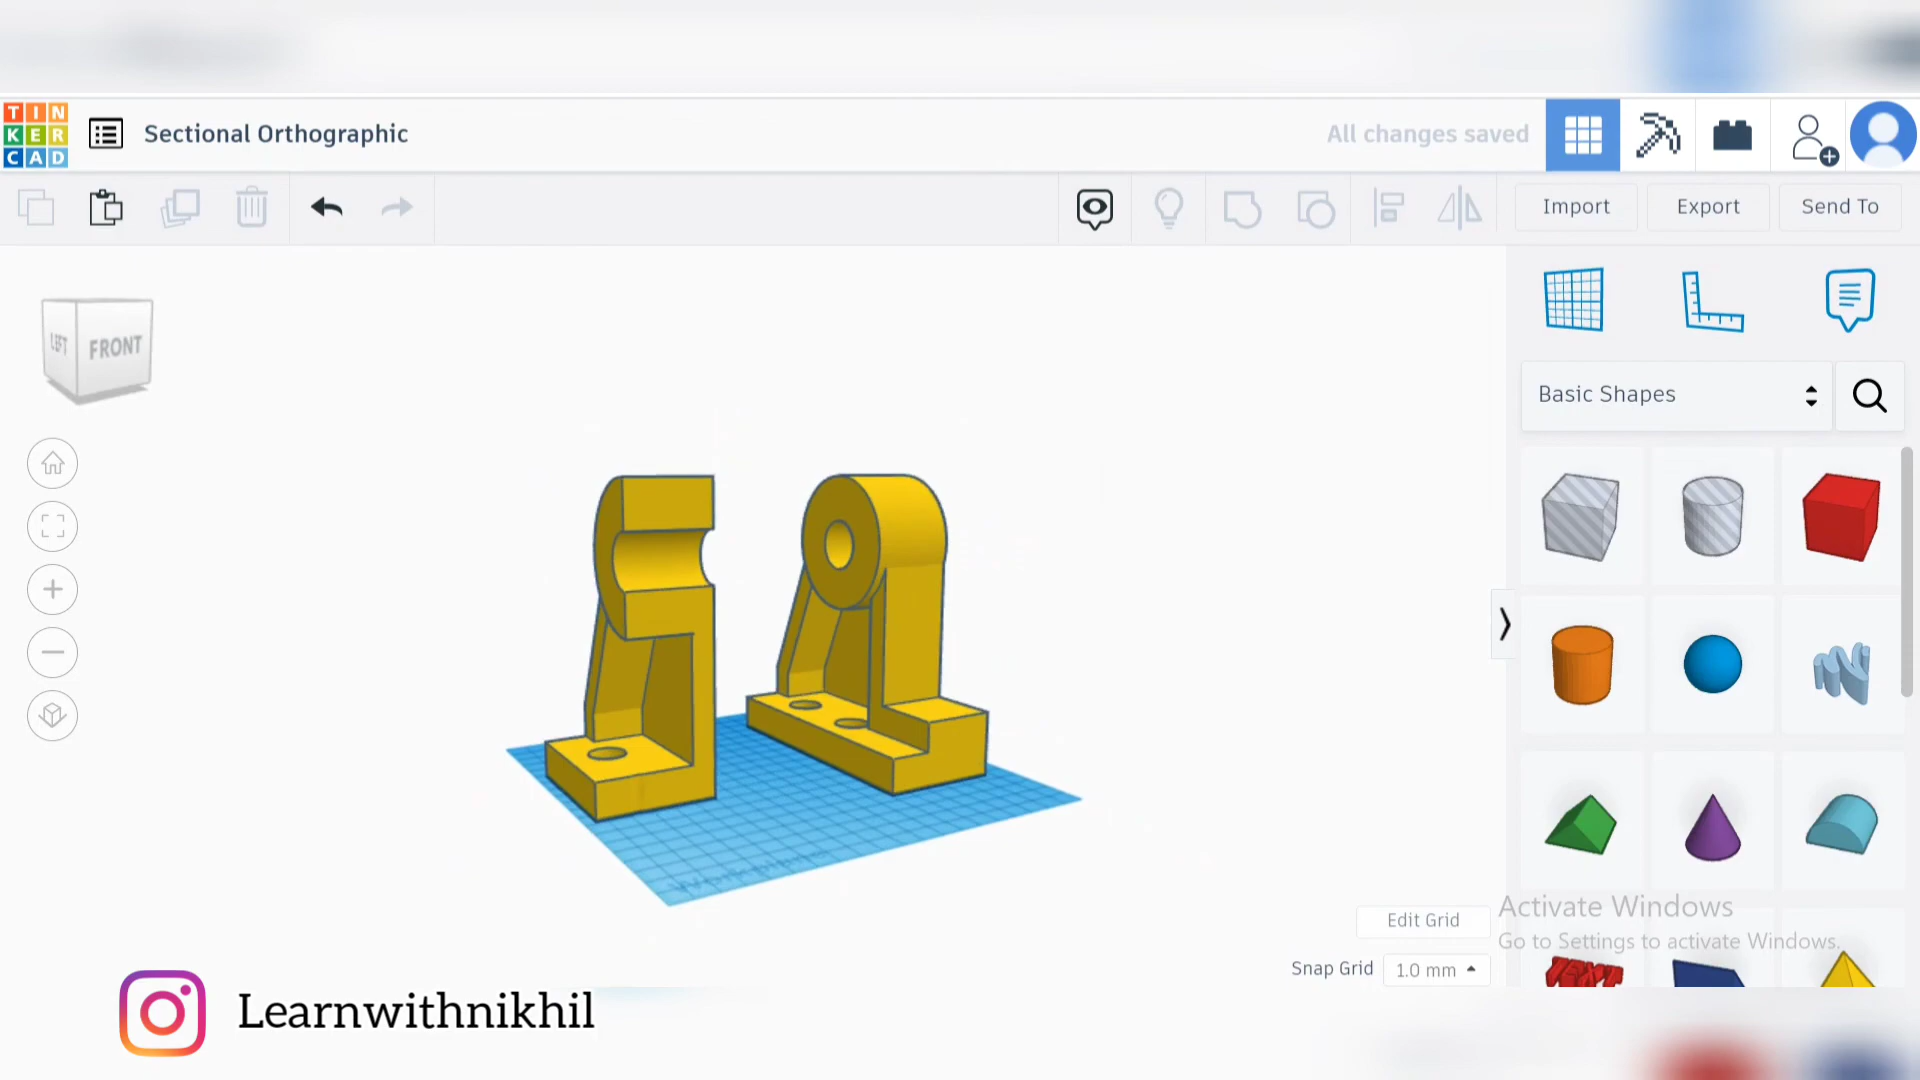 TIN
KER
CAD
Sectional Orthographic
All changes saved
Import
Export
Send To
LEFT
FRONT
Basic Shapes
Edit Grid
Snap Grid
1.0 mm
Activate Windows
Go to Settings to activate Windows.
TEXT
Learnwithnikhil